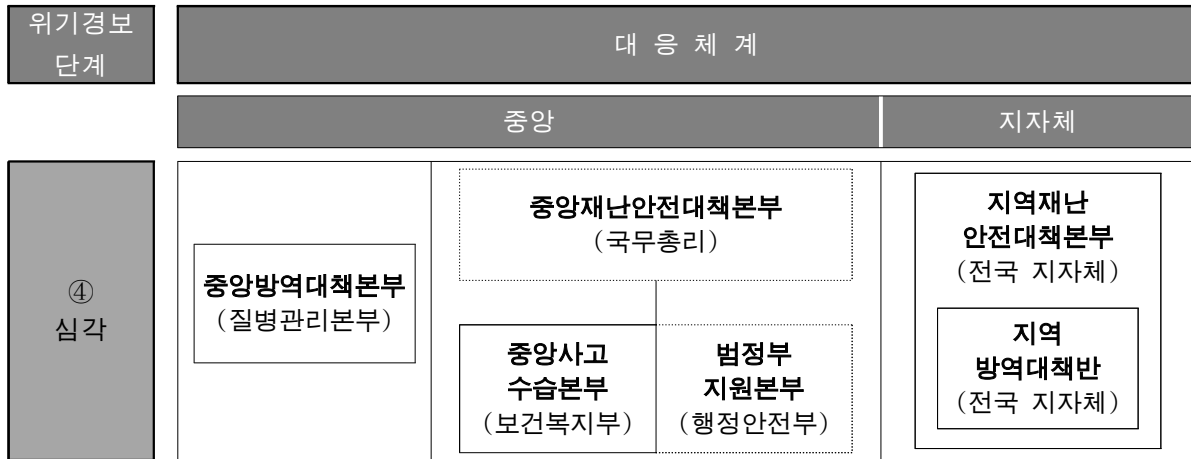 위기경보
단계
대 응 체 계
중앙
지자체
④
심각
중앙방역대책본부
(질병관리본부)
중앙재난안전대책본부
(국무총리)
중앙사고
수습본부
(보건복지부)
범정부
지원본부
(행정안전부)
지역재난
안전대책본부
(전국 지자체)
지역
방역대책반
(전국 지자체)